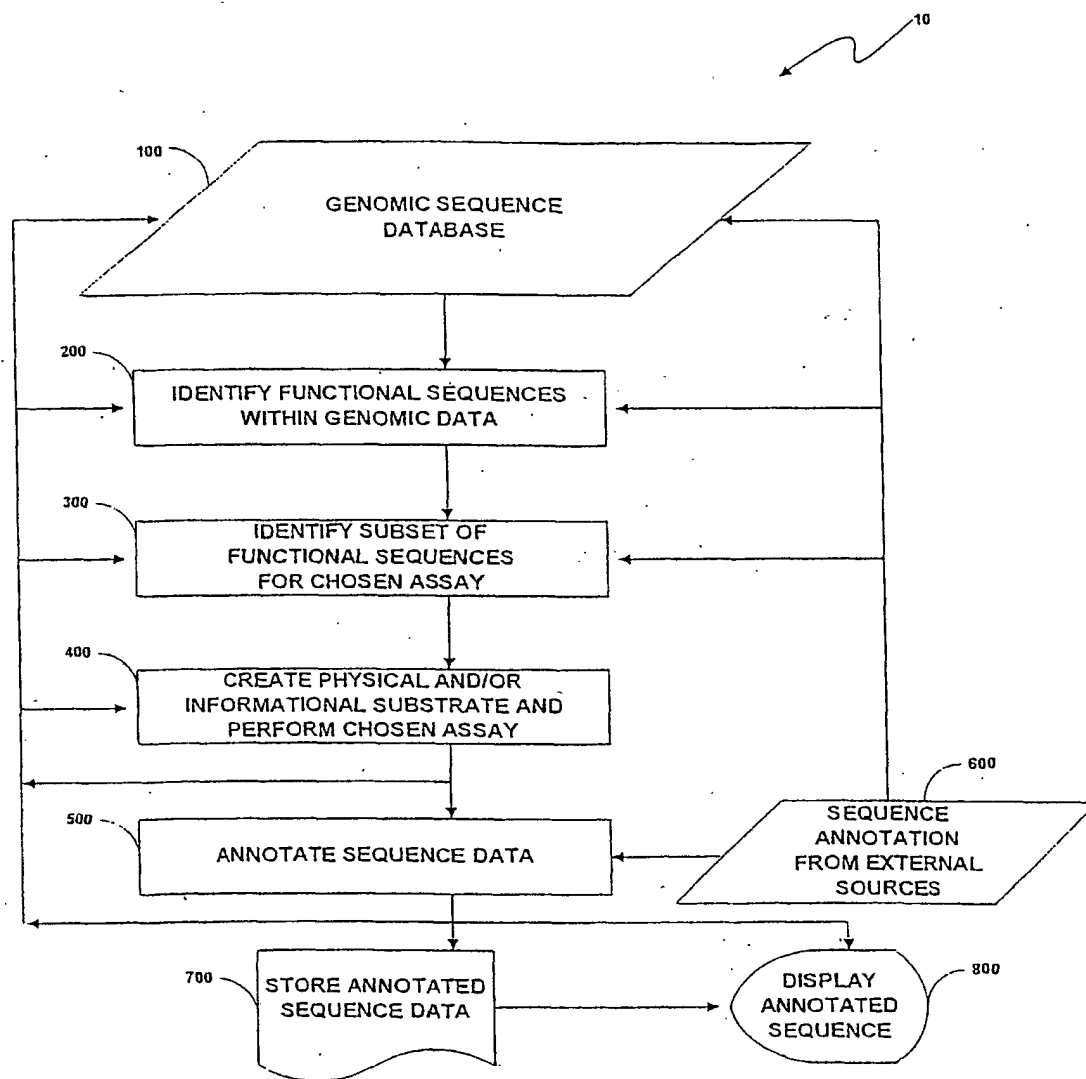 10
100
GENOMIC SEQUENCE
DATABASE
200
IDENTIFY FUNCTIONAL SEQUENCES
WITHIN GENOMIC DATA
300
IDENTIFY SUBSET OF
FUNCTIONAL SEQUENCES
FOR CHOSEN ASSAY
400
CREATE PHYSICAL AND/OR
INFORMATIONAL SUBSTRATE AND
PERFORM CHOSEN ASSAY
500
ANNOTATE SEQUENCE DATA
600
SEQUENCE
ANNOTATION
FROM EXTERNAL
SOURCES
700
STORE ANNOTATED
SEQUENCE DATA
800
DISPLAY
ANNOTATED
SEQUENCE